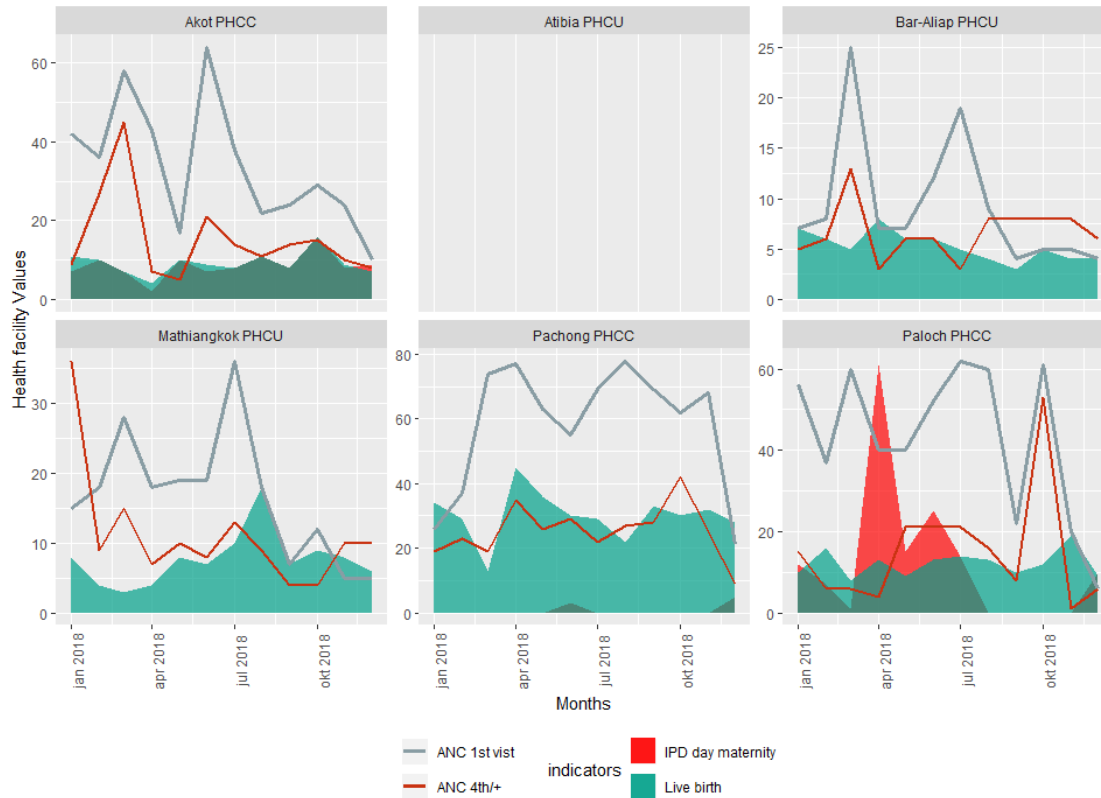 Akot PHCC
Atibia PHCU
Bar-Aliap PHCU
60
40
20
0
25
20
15
10
5
0
Health facility Values
Mathiangkok PHCU
Pachong PHCC
Paloch PHCC
30
20
10
0
80
60
40
20
0
60
40
20
0
jan 2018
apr 2018
jul 2018
okt 2018
jan 2018
apr 2018
jul 2018
okt 2018
jan 2018
apr 2018
jul 2018
okt 2018
Months
indicators
ANC 1st vist
ANC 4th/+
IPD day maternity
Live birth